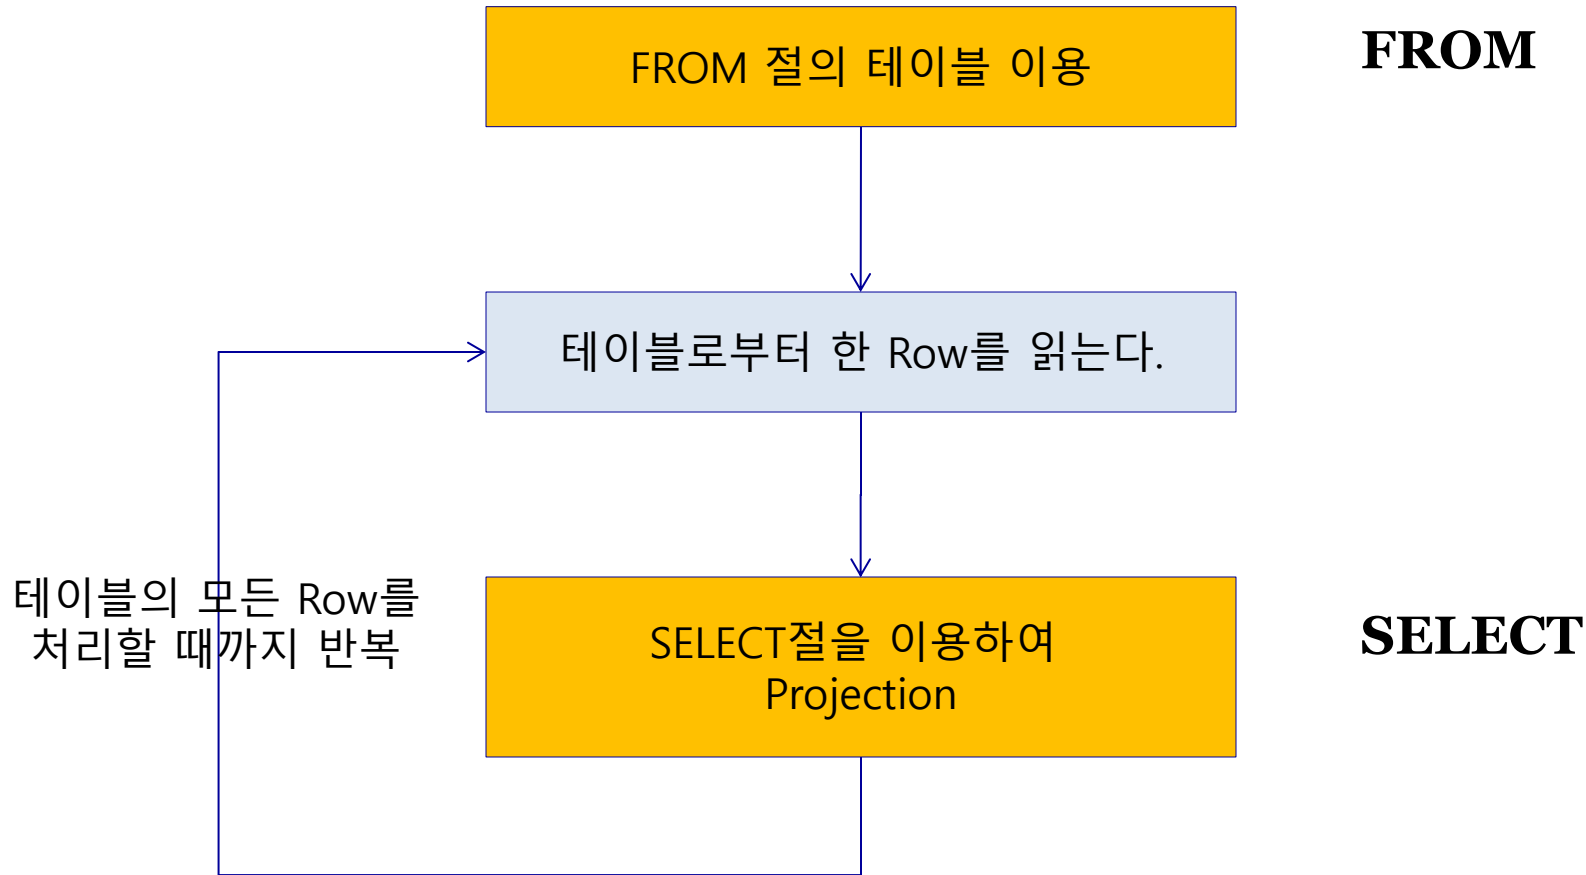 FROM 절의 테이블 이용
FROM
테이블로부터 한 Row를 읽는다.
테이블의 모든 Row를
처리할 때까지 반복
SELECT절을 이용하여
Projection
SELECT